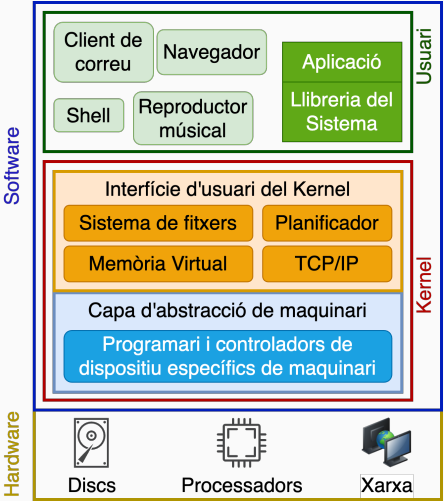 Client de
correu
Navegador
Shell
Reproductor
músical
Aplicació
Llibreria del
Sistema
Usuari
Software
Interfície d'usuari del Kernel
Sistema de fitxers
Planificador
Memòria Virtual
TCP/IP
Capa d'abstracció de maquinari
Programari i controladors de
dispositiu específics de maquinari
Kernel
Hardware
Discs
Processadors
Xarxa